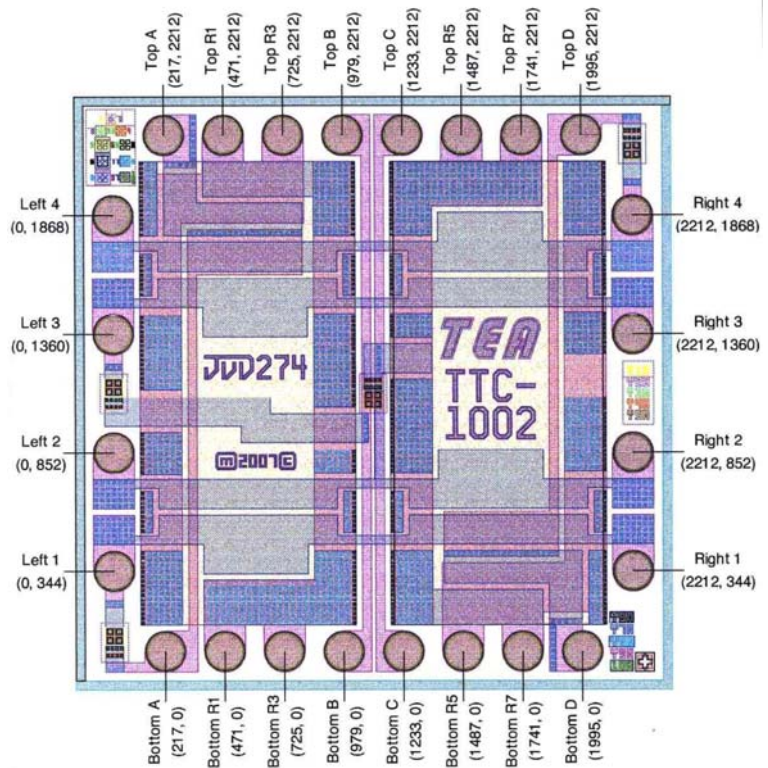 Top A
(217, 2212)
Top R1
(471, 2212)
Top R3
(725, 2212)
Top B
(979, 2212)
Top C
(1233, 2212)
Top R5
(1487, 2212)
Top R7
(1741, 2212)
Top D
(1995, 2212)
Left 4
(0, 1868)
Right 4
(2212, 1868)
Left 3
(0, 1360)
Right 3
(2212, 1360)
JVD274
TEA
TTC-
1002
Left 2
(0, 852)
Right 2
(2212, 852)
Left 1
(0, 344)
Right 1
(2212, 344)
Bottom A
(217, 0)
Bottom R1
(471, 0)
Bottom R3
(725, 0)
Bottom B
(979, 0)
Bottom C
(1233, 0)
Bottom R5
(1487, 0)
Bottom R7
(1741, 0)
Bottom D
(1995, 0)